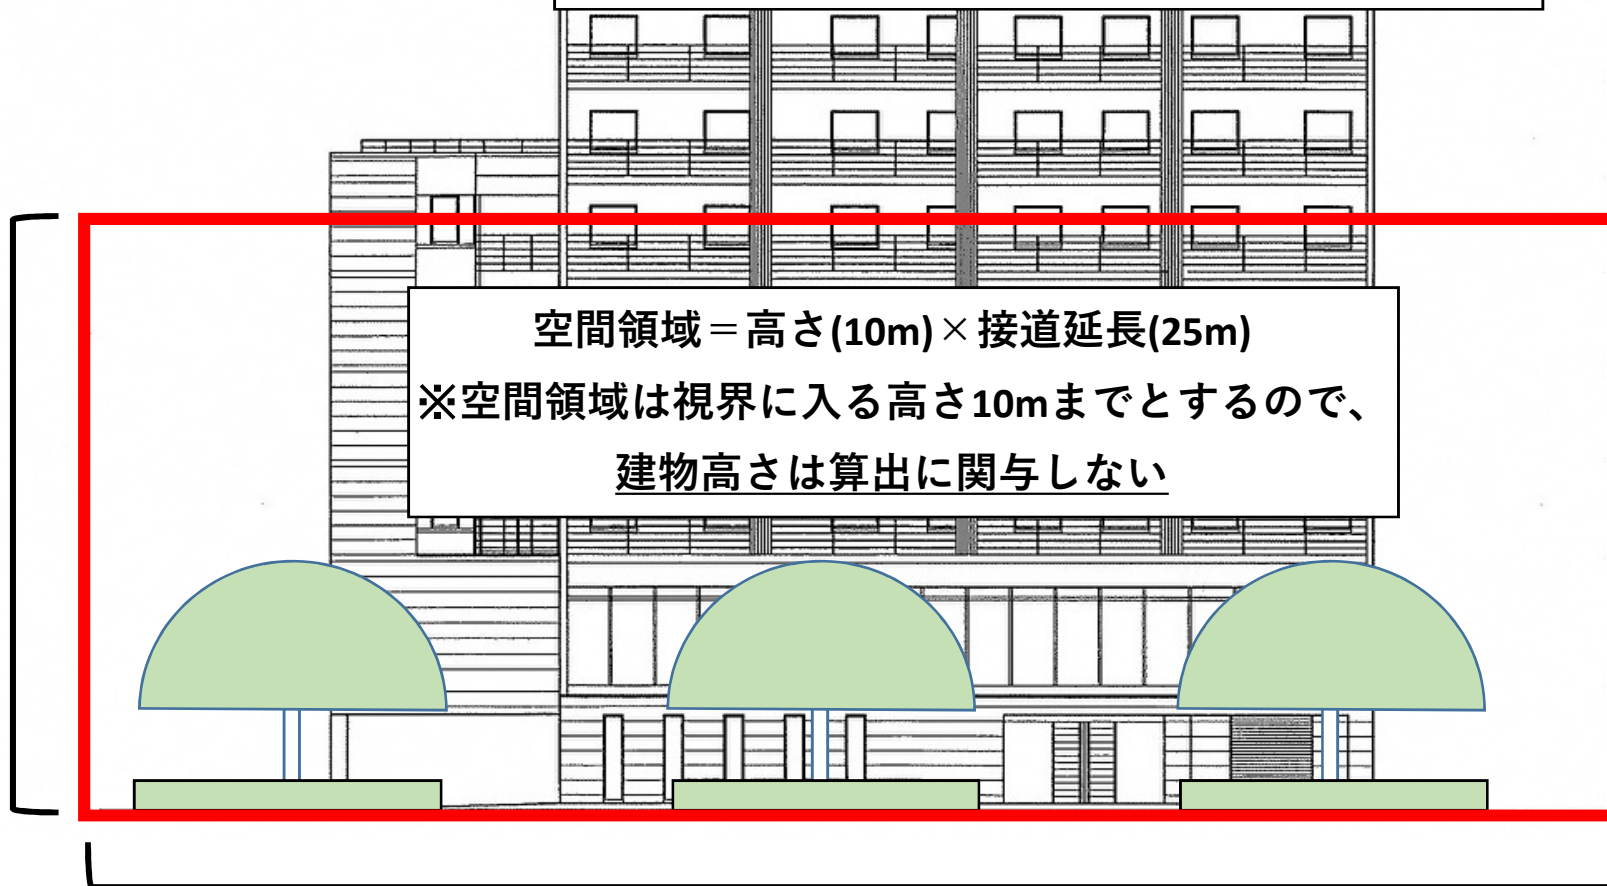 空間領域＝高さ(10m)×接道延長(25m)
※空間領域は視界に入る高さ10mまでとするので、
建物高さは算出に関与しない